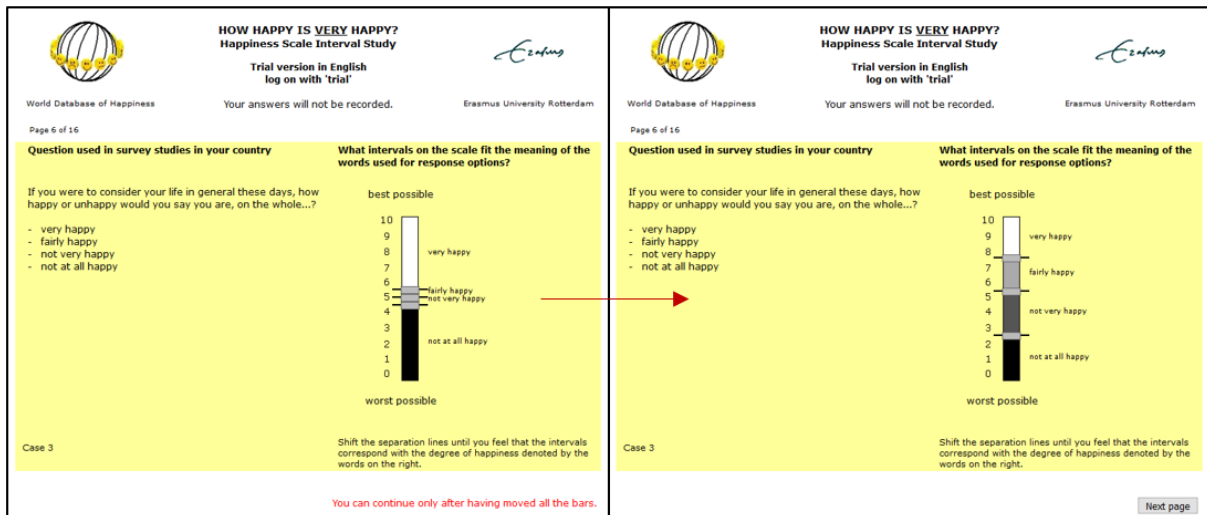 HOW HAPPY IS VERY HAPPY?
Happiness Scale Interval Study
Trial version in English
log on with 'trial'
Erasmus
World Database of Happiness
Your answers will not be recorded.
Erasmus University Rotterdam
Page 6 of 16
Question used in survey studies in your country
If you were to consider your life in general these days, how
happy or unhappy would you say you are, on the whole...?
- very happy
- fairly happy
- not very happy
- not at all happy
What intervals on the scale fit the meaning of the
words used for response options?
best possible
10
9
8
7
6
5
4
3
2
1
0
very happy
fairly happy
not very happy
not at all happy
worst possible
Case 3
Shift the separation lines until you feel that the intervals
correspond with the degree of happiness denoted by the
words on the right.
You can continue only after having moved all the bars.
HOW HAPPY IS VERY HAPPY?
Happiness Scale Interval Study
Trial version in English
log on with 'trial'
Erasmus
World Database of Happiness
Your answers will not be recorded.
Erasmus University Rotterdam
Page 6 of 16
Question used in survey studies in your country
If you were to consider your life in general these days, how
happy or unhappy would you say you are, on the whole...?
- very happy
- fairly happy
- not very happy
- not at all happy
What intervals on the scale fit the meaning of the
words used for response options?
best possible
10
9
8
7
6
5
4
3
2
1
0
very happy
fairly happy
not very happy
not at all happy
worst possible
Case 3
Shift the separation lines until you feel that the intervals
correspond with the degree of happiness denoted by the
words on the right.
Next page